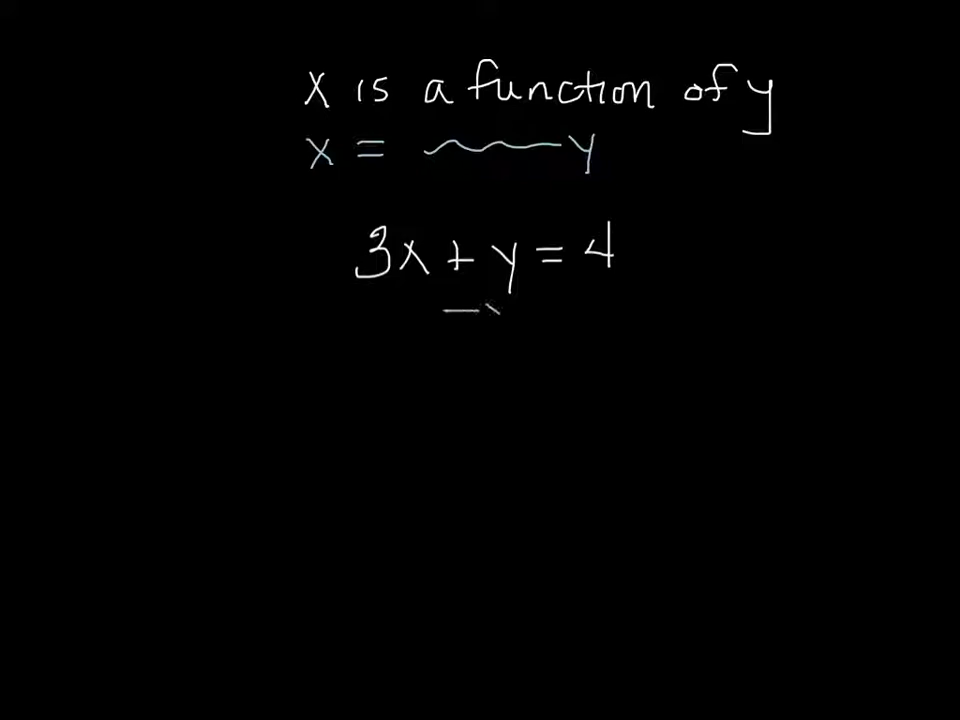 x is a function of y
x = y
3x + y = 4
—